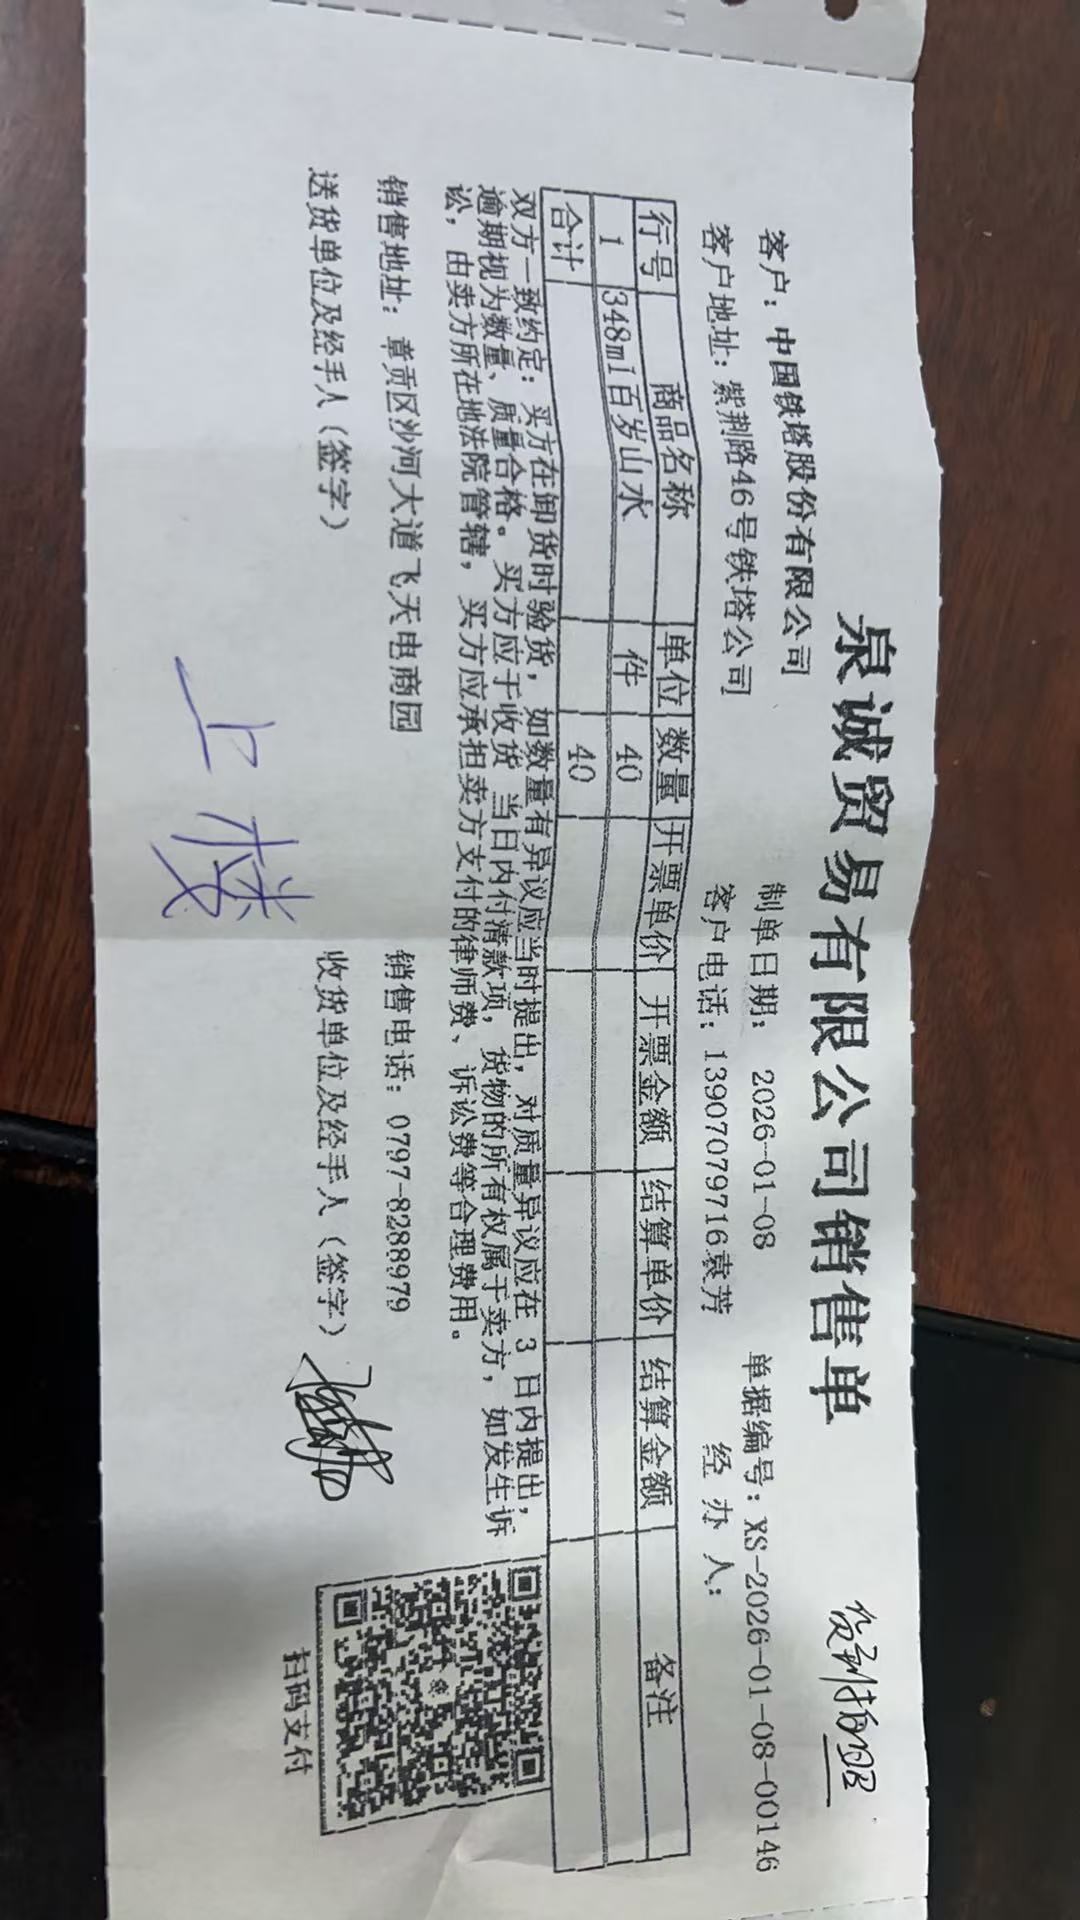 泉诚贸易有限公司销售单
客户：中国铁塔股份有限公司 制单日期： 2026-01-08 单据编号：XS-2026-01-08-00146
客户地址：紫荆路46号铁塔公司 客户电话：13907079716袁芳 经 办 人：
行号 商品名称 单位 数量 开票单价 开票金额 结算单价 结算金额 备注
1 348ml百岁山水 件 40
合计 40
双方一致约定：买方在卸货时验货，如数量有异议应当时提出，对质量异议应在 3 日内提出，
逾期视为数量、质量合格。买方应于收货 当日内付清款项，货物的所有权属于卖方，如发生诉
讼，由卖方所在地法院管辖，买方应承担卖方支付的律师费、诉讼费等合理费用。
销售地址：章贡区沙河大道飞天电商园 销售电话：0797-8288979
送货单位及经手人（签字） 收货单位及经手人（签字）
上楼
扫码支付